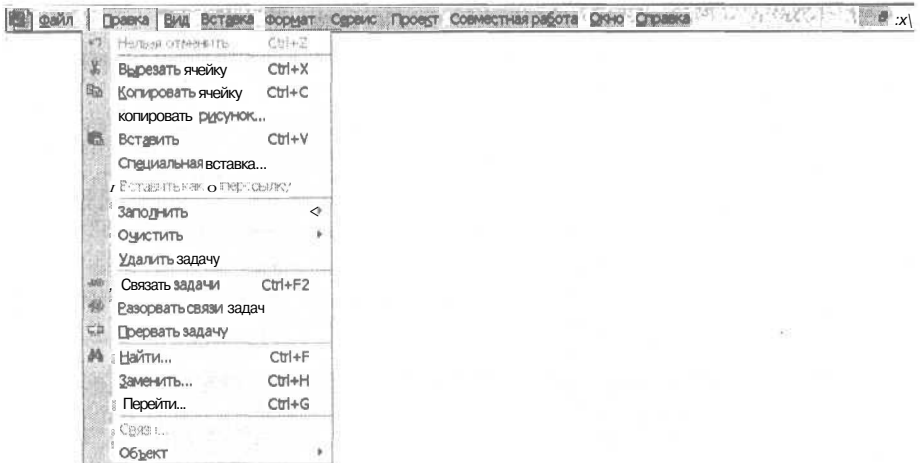 Файл Правка Вид Вставка Формат Сервис Проект Совместная работа Окно Справка :x\
Нельзя отменить Ctrl+Z
Вырезать ячейку Ctrl+X
Копировать ячейку Ctrl+C
копировать рисунок...
Вставить Ctrl+V
Специальная вставка...
Вставить как гиперссылку
Заполнить
Очистить
Удалить задачу
Связать задачи Ctrl+F2
Разорвать связи задач
Прервать задачу
Найти... Ctrl+F
Заменить... Ctrl+H
Перейти... Ctrl+G
Связи...
Объект